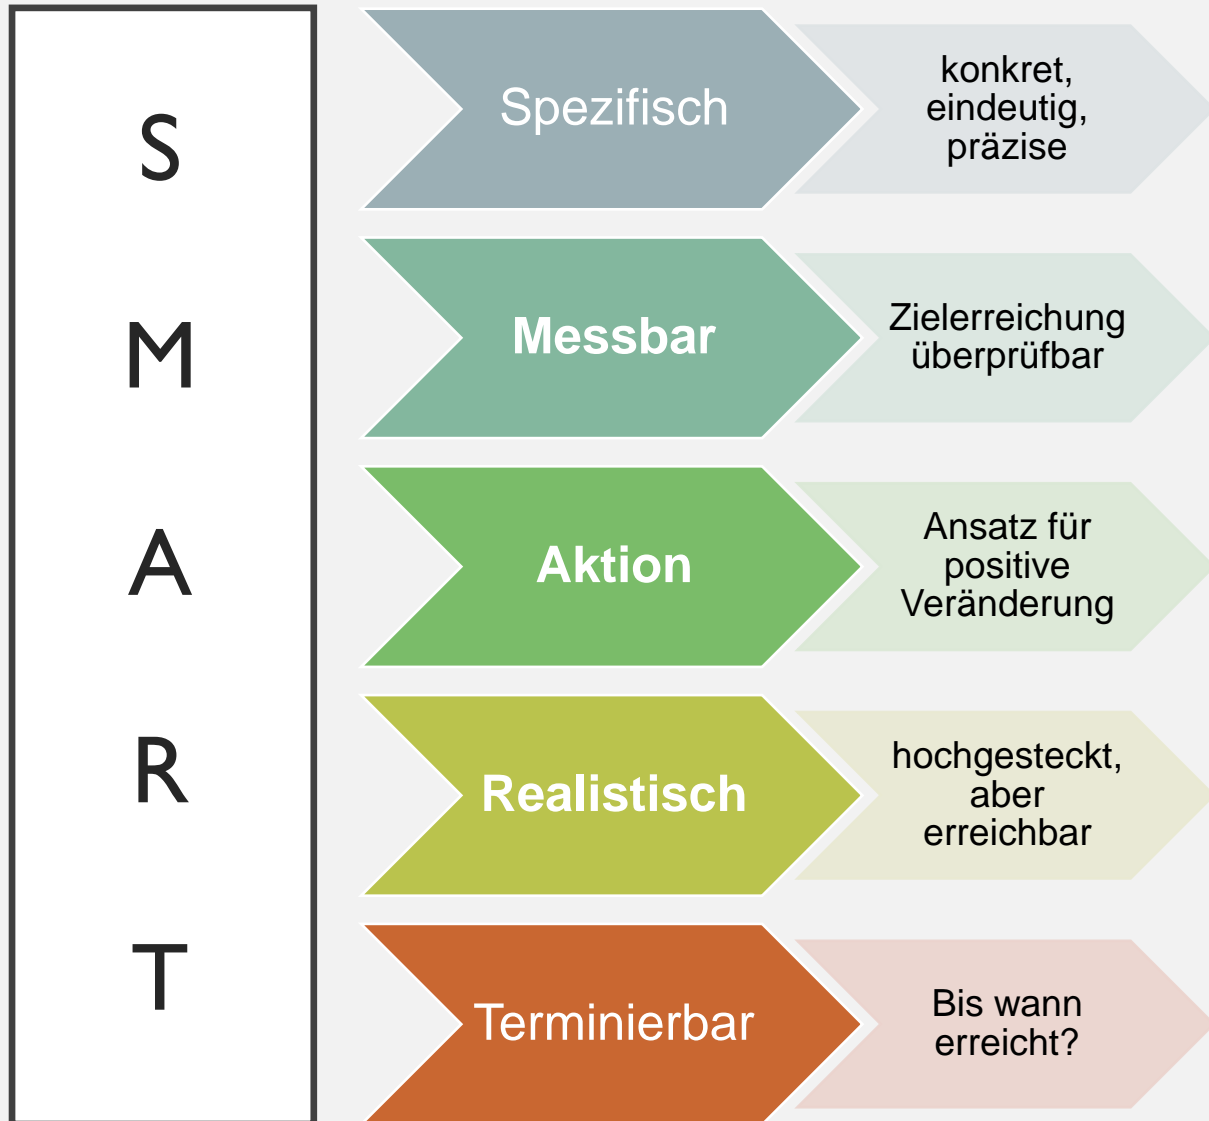 S
Spezifisch
konkret,
eindeutig,
präzise
M
Messbar
Zielerreichung
überprüfbar
A
Aktion
Ansatz für
positive
Veränderung
R
Realistisch
hochgesteckt,
aber
erreichbar
T
Terminierbar
Bis wann
erreicht?